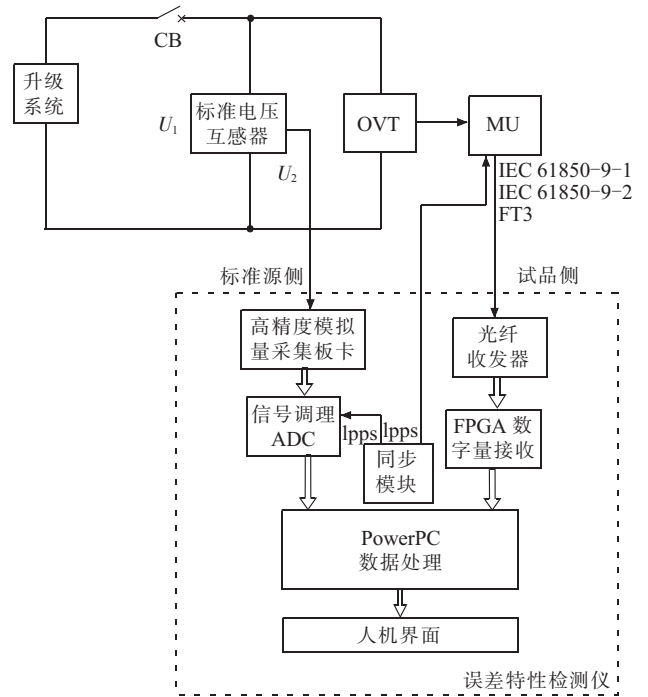 CB
升级
系统
U1
标准电压
互感器
OVT
MU
U2
IEC 61850-9-1
IEC 61850-9-2
FT3
标准源侧
试品侧
高精度模拟
量采集板卡
光纤
收发器
信号调理
ADC
lpps
lpps
同步
模块
FPGA 数
字量接收
PowerPC
数据处理
人机界面
误差特性检测仪